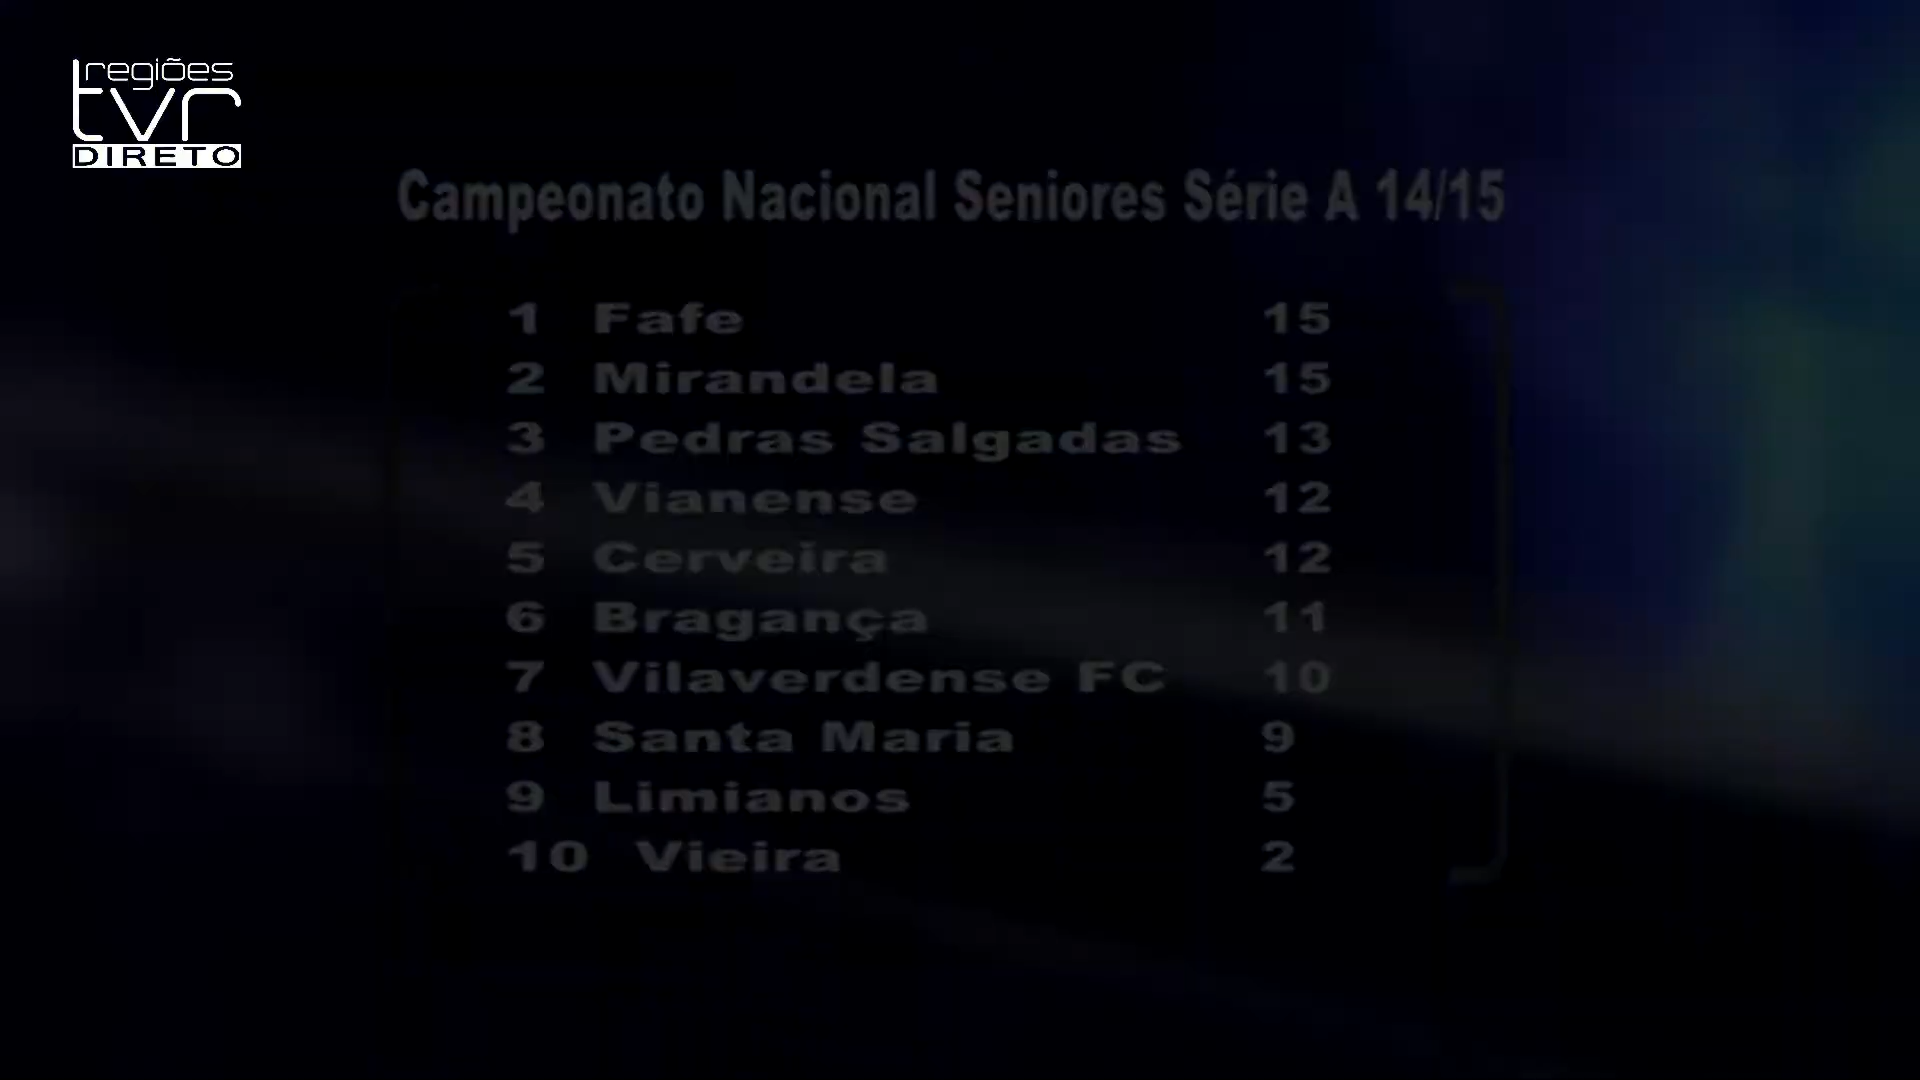 regiões
tvr
DIRETO
Campeonato Nacional Seniores Série A 14/15
1 Fafe 15
2 Mirandela 15
3 Pedras Salgadas 13
4 Vianense 12
5 Cerveira 12
6 Bragança 11
7 Vilaverdense FC 10
8 Santa Maria 9
9 Limianos 5
10 Vieira 2